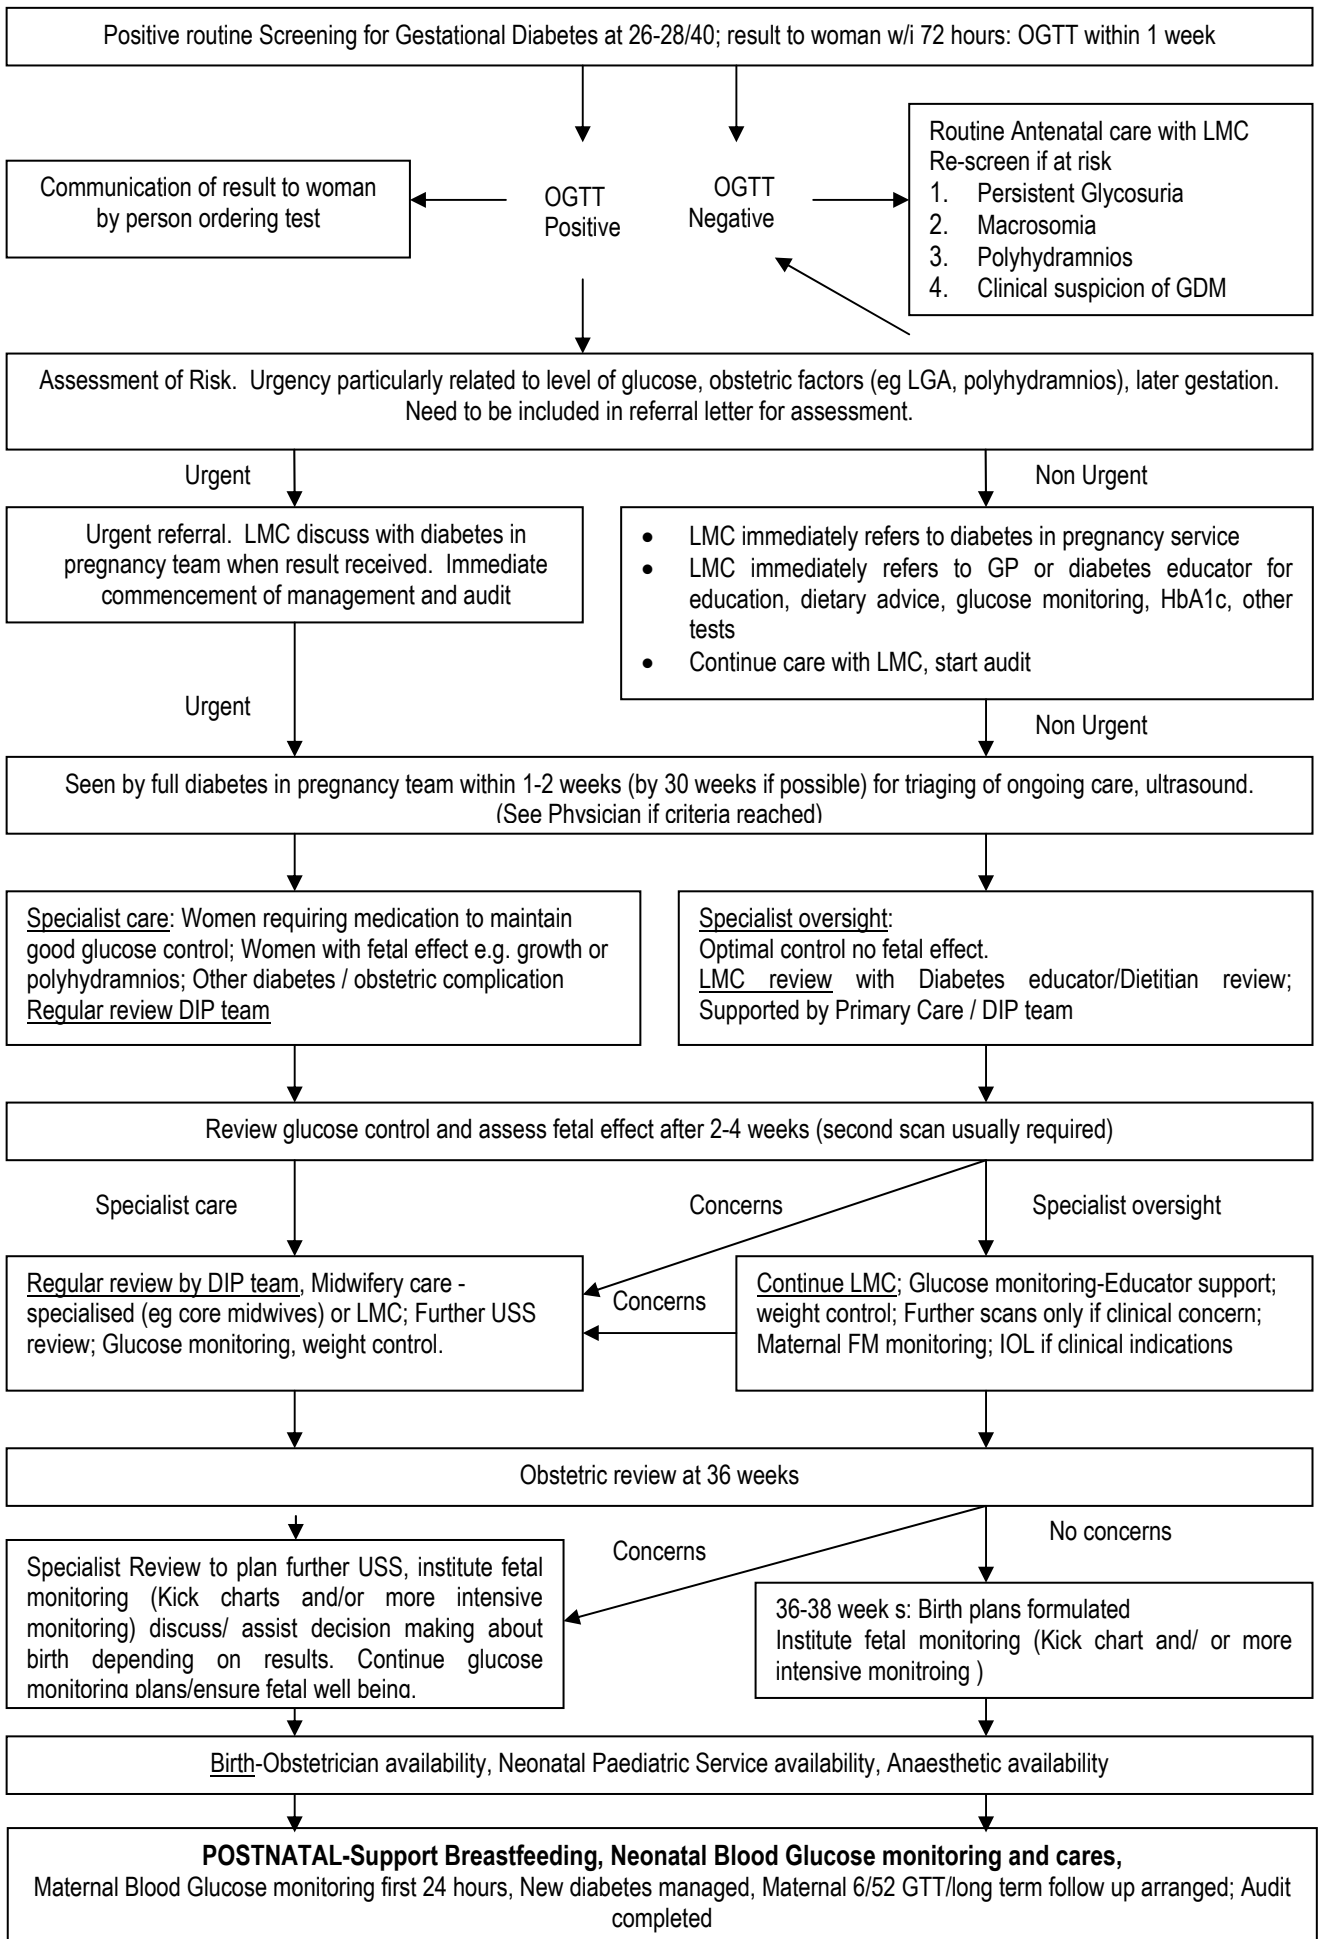 Positive routine Screening for Gestational Diabetes at 26-28/40; result to woman w/i 72 hours: OGTT within 1 week
Communication of result to woman
by person ordering test
OGTT
Positive
OGTT
Negative
Routine Antenatal care with LMC
Re-screen if at risk
1. Persistent Glycosuria
2. Macrosomia
3. Polyhydramnios
4. Clinical suspicion of GDM
Assessment of Risk. Urgency particularly related to level of glucose, obstetric factors (eg LGA, polyhydramnios), later gestation.
Need to be included in referral letter for assessment.
Urgent
Non Urgent
Urgent referral. LMC discuss with diabetes in
pregnancy team when result received. Immediate
commencement of management and audit
• LMC immediately refers to diabetes in pregnancy service
• LMC immediately refers to GP or diabetes educator for
education, dietary advice, glucose monitoring, HbA1c, other
tests
• Continue care with LMC, start audit
Urgent
Non Urgent
Seen by full diabetes in pregnancy team within 1-2 weeks (by 30 weeks if possible) for triaging of ongoing care, ultrasound.
(See Physician if criteria reached)
Specialist care: Women requiring medication to maintain
good glucose control; Women with fetal effect e.g. growth or
polyhydramnios; Other diabetes / obstetric complication
Regular review DIP team
Specialist oversight:
Optimal control no fetal effect.
LMC review with Diabetes educator/Dietitian review;
Supported by Primary Care / DIP team
Review glucose control and assess fetal effect after 2-4 weeks (second scan usually required)
Specialist care
Concerns
Specialist oversight
Regular review by DIP team, Midwifery care -
specialised (eg core midwives) or LMC; Further USS
review; Glucose monitoring, weight control.
Concerns
Continue LMC; Glucose monitoring-Educator support;
weight control; Further scans only if clinical concern;
Maternal FM monitoring; IOL if clinical indications
Obstetric review at 36 weeks
Concerns
No concerns
Specialist Review to plan further USS, institute fetal
monitoring (Kick charts and/or more intensive
monitoring) discuss/ assist decision making about
birth depending on results. Continue glucose
monitoring plans/ensure fetal well being.
36-38 week s: Birth plans formulated
Institute fetal monitoring (Kick chart and/ or more
intensive monitroing )
Birth-Obstetrician availability, Neonatal Paediatric Service availability, Anaesthetic availability
POSTNATAL-Support Breastfeeding, Neonatal Blood Glucose monitoring and cares,
Maternal Blood Glucose monitoring first 24 hours, New diabetes managed, Maternal 6/52 GTT/long term follow up arranged; Audit
completed